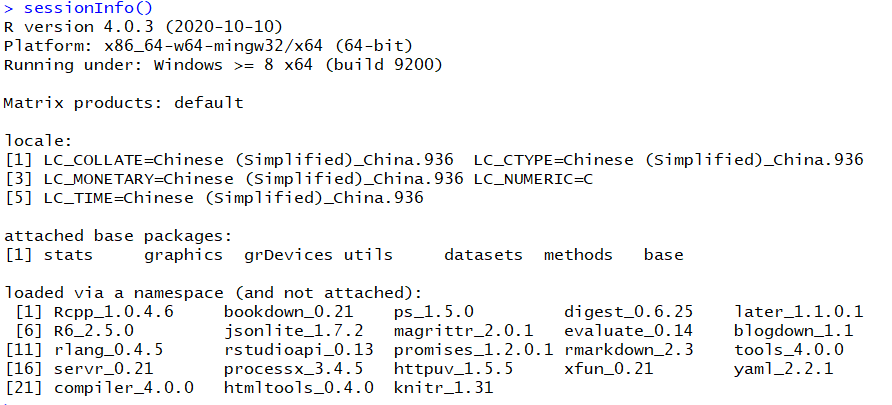 > sessionInfo()
R version 4.0.3 (2020-10-10)
Platform: x86_64-w64-mingw32/x64 (64-bit)
Running under: Windows >= 8 x64 (build 9200)

Matrix products: default

locale:
[1] LC_COLLATE=Chinese (Simplified)_China.936  LC_CTYPE=Chinese (Simplified)_China.936
[3] LC_MONETARY=Chinese (Simplified)_China.936 LC_NUMERIC=C
[5] LC_TIME=Chinese (Simplified)_China.936

attached base packages:
[1] stats     graphics  grDevices utils     datasets  methods   base

loaded via a namespace (and not attached):
 [1] Rcpp_1.0.4.6     bookdown_0.21    ps_1.5.0         digest_0.6.25    later_1.1.0.1
 [6] R6_2.5.0         jsonlite_1.7.2   magrittr_2.0.1   evaluate_0.14    blogdown_1.1
[11] rlang_0.4.5      rstudioapi_0.13  promises_1.2.0.1 rmarkdown_2.3    tools_4.0.0
[16] servr_0.21       processx_3.4.5   httpuv_1.5.5     xfun_0.21        yaml_2.2.1
[21] compiler_4.0.0   htmltools_0.4.0  knitr_1.31